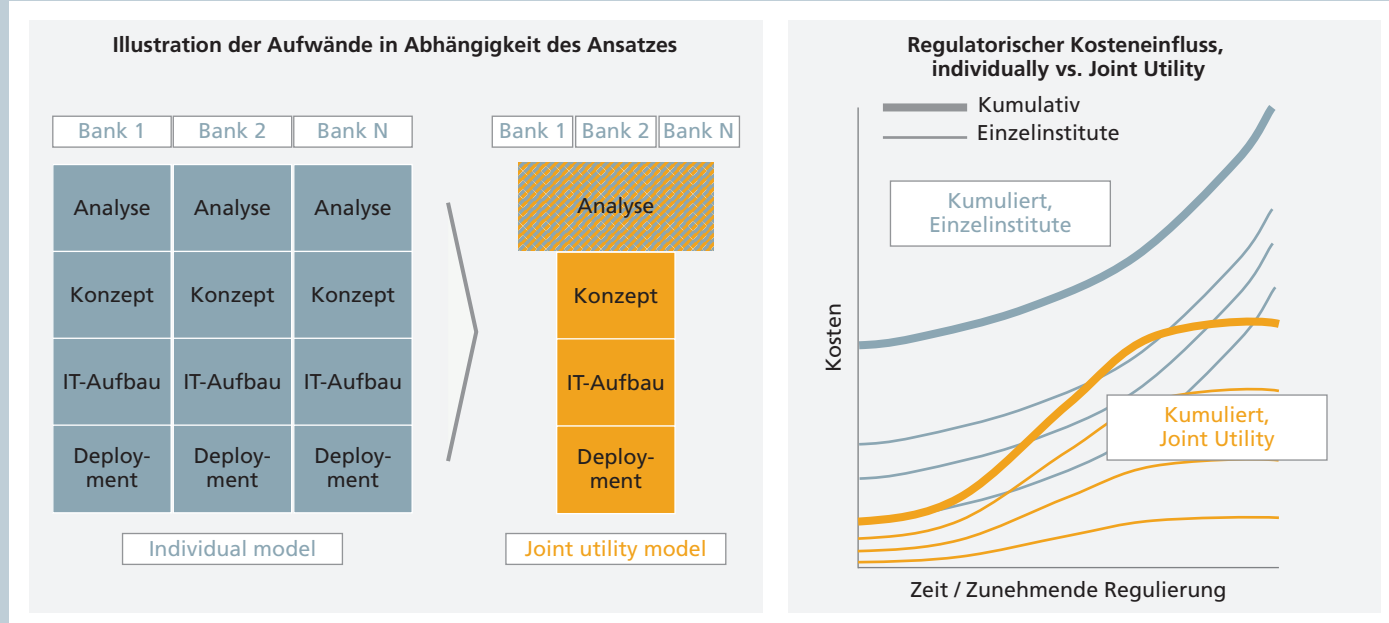 Illustration der Aufwände in Abhängigkeit des Ansatzes
Bank 1 Bank 2 Bank N
Analyse Analyse Analyse
Konzept Konzept Konzept
IT-Aufbau IT-Aufbau IT-Aufbau
Deploy- Deploy- Deploy-
ment ment ment
Individual model
Bank 1 Bank 2 Bank N
Analyse
Konzept
IT-Aufbau
Deploy-
ment
Joint utility model
Regulatorischer Kosteneinfluss,
individually vs. Joint Utility
Kumulativ
Einzelinstitute
Kumuliert,
Einzelinstitute
Kosten
Kumuliert,
Joint Utility
Zeit / Zunehmende Regulierung